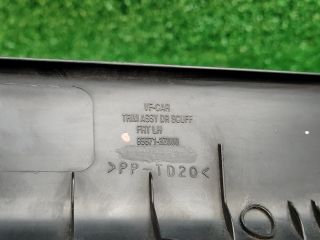 VF-CAR
TRIM ASSY DR SCUFF
FRT LH
>PP-TD20<